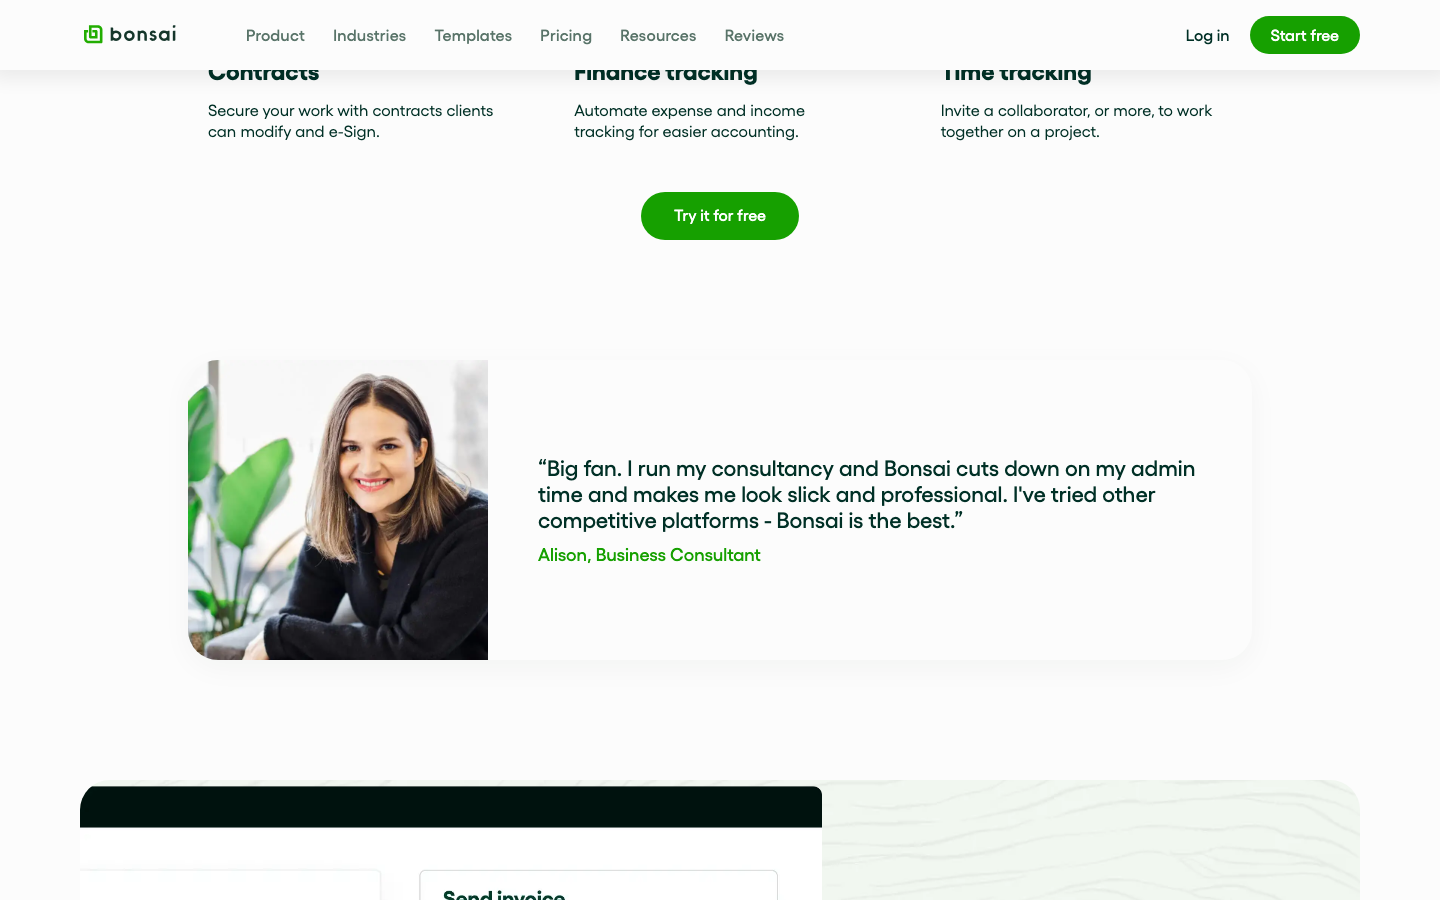 bonsai
Product
Industries
Templates
Pricing
Resources
Reviews
Log in
Start free
Contracts
Secure your work with contracts clients
can modify and e-Sign.
Finance tracking
Automate expense and income
tracking for easier accounting.
Time tracking
Invite a collaborator, or more, to work
together on a project.
Try it for free
“Big fan. I run my consultancy and Bonsai cuts down on my admin
time and makes me look slick and professional. I've tried other
competitive platforms - Bonsai is the best.”
Alison, Business Consultant
Send invoice